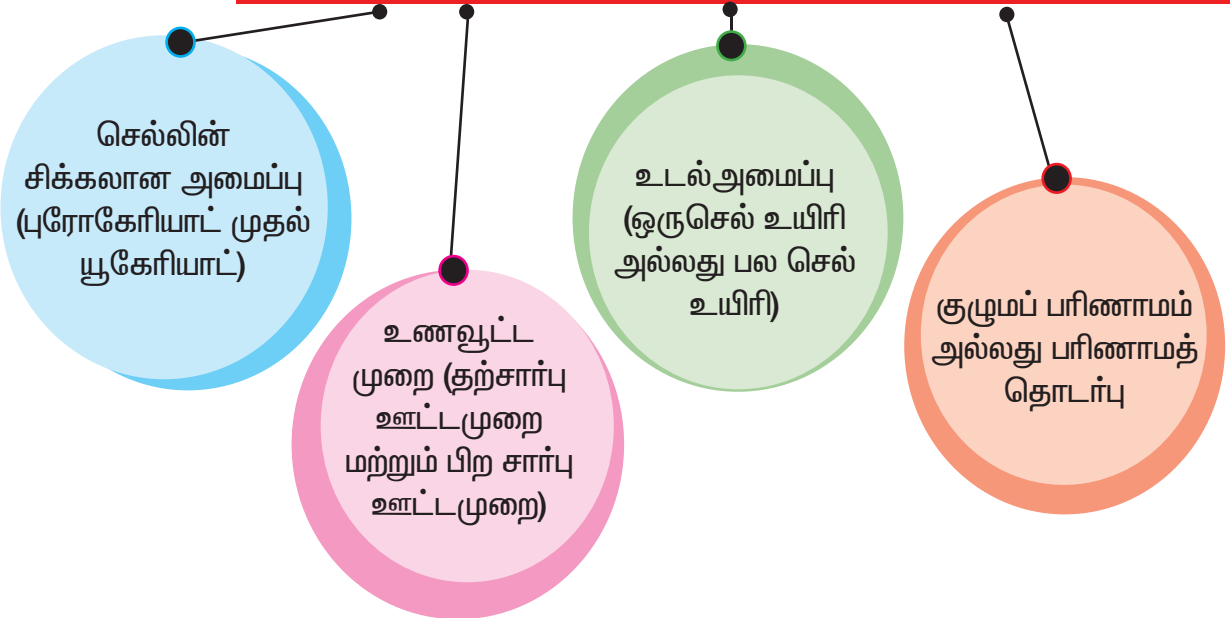 செல்லின்
சிக்கலான அமைப்பு
(புரோகேரியாட் முதல்
யூகேரியாட்)
உணவூட்ட
முறை (தற்சார்பு
ஊட்டமுறை
மற்றும் பிற சார்பு
ஊட்டமுறை)
உடல்அமைப்பு
(ஒருசெல் உயிரி
அல்லது பல செல்
உயிரி)
குழுமப் பரிணாமம்
அல்லது பரிணாமத்
தொடர்பு